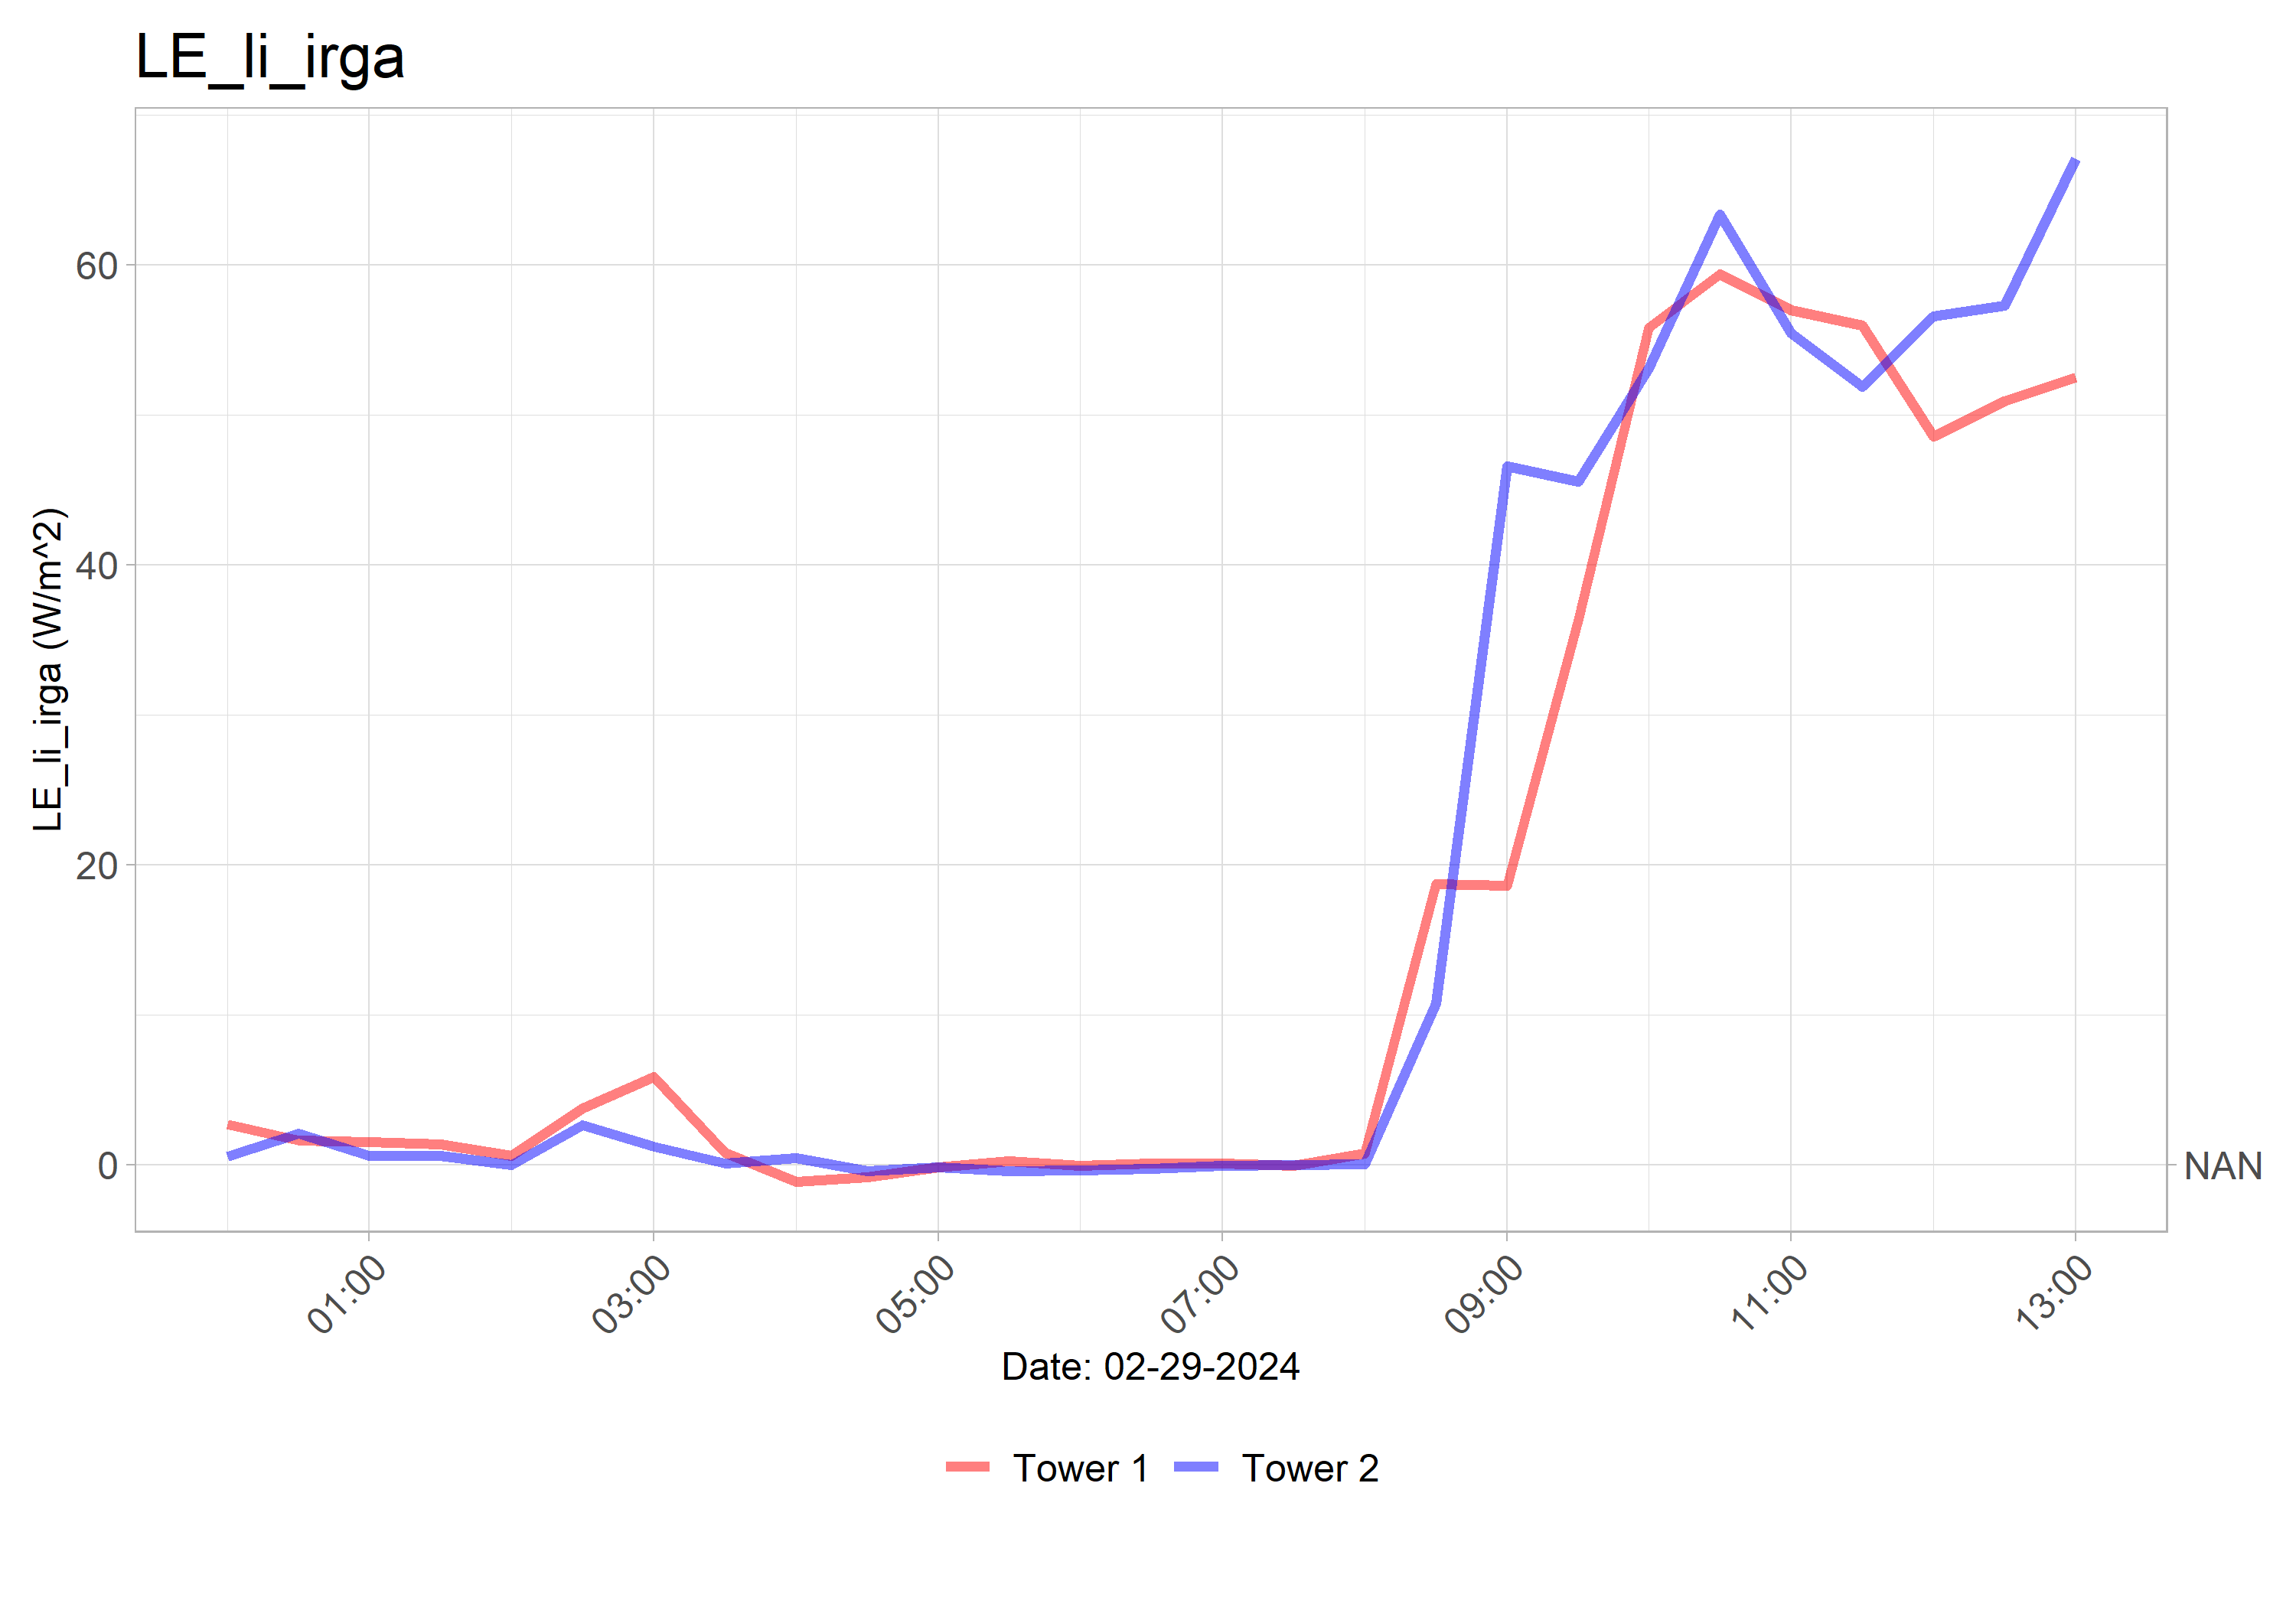 LE_li_irga
LE_li_irga (W/m^2)
60
40
20
0
NAN
01:00 03:00 05:00 07:00 09:00 11:00 13:00
Date: 02-29-2024
Tower 1 Tower 2